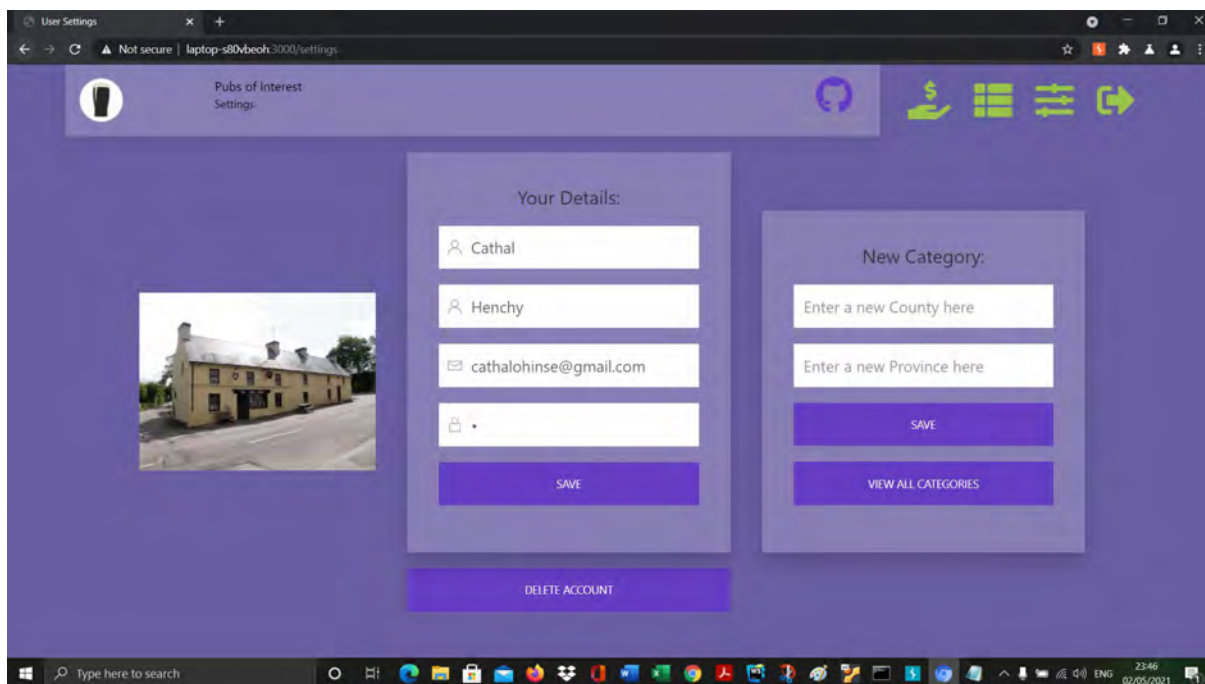 User Settings
Not secure | laptop-s80vbeoh:3000/settings
Pubs of Interest
Settings
Your Details:
Cathal
Henchy
cathalohinse@gmail.com
•
SAVE
DELETE ACCOUNT
New Category:
Enter a new County here
Enter a new Province here
SAVE
VIEW ALL CATEGORIES
Type here to search
ENG
23:46
02/05/2021